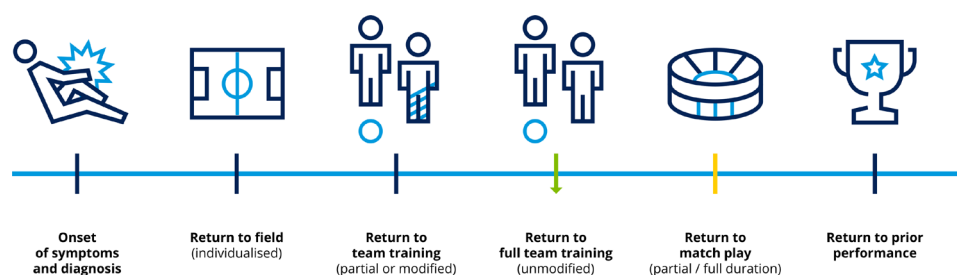 Onset
of symptoms
and diagnosis
Return to field
(individualised)
Return to
team training
(partial or modified)
Return to
full team training
(unmodified)
Return to
match play
(partial / full duration)
Return to prior
performance